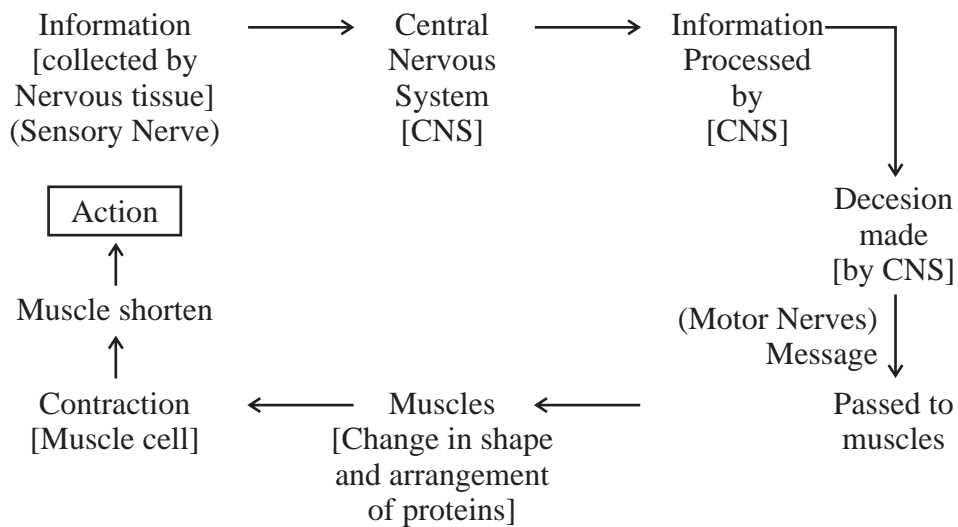 Information
[collected by
Nervous tissue]
(Sensory Nerve)
Central
Nervous
System
[CNS]
Information
Processed
by
[CNS]
Decesion
made
[by CNS]
(Motor Nerves)
Message
Passed to
muscles
Muscles
[Change in shape
and arrangement
of proteins]
Contraction
[Muscle cell]
Muscle shorten
Action